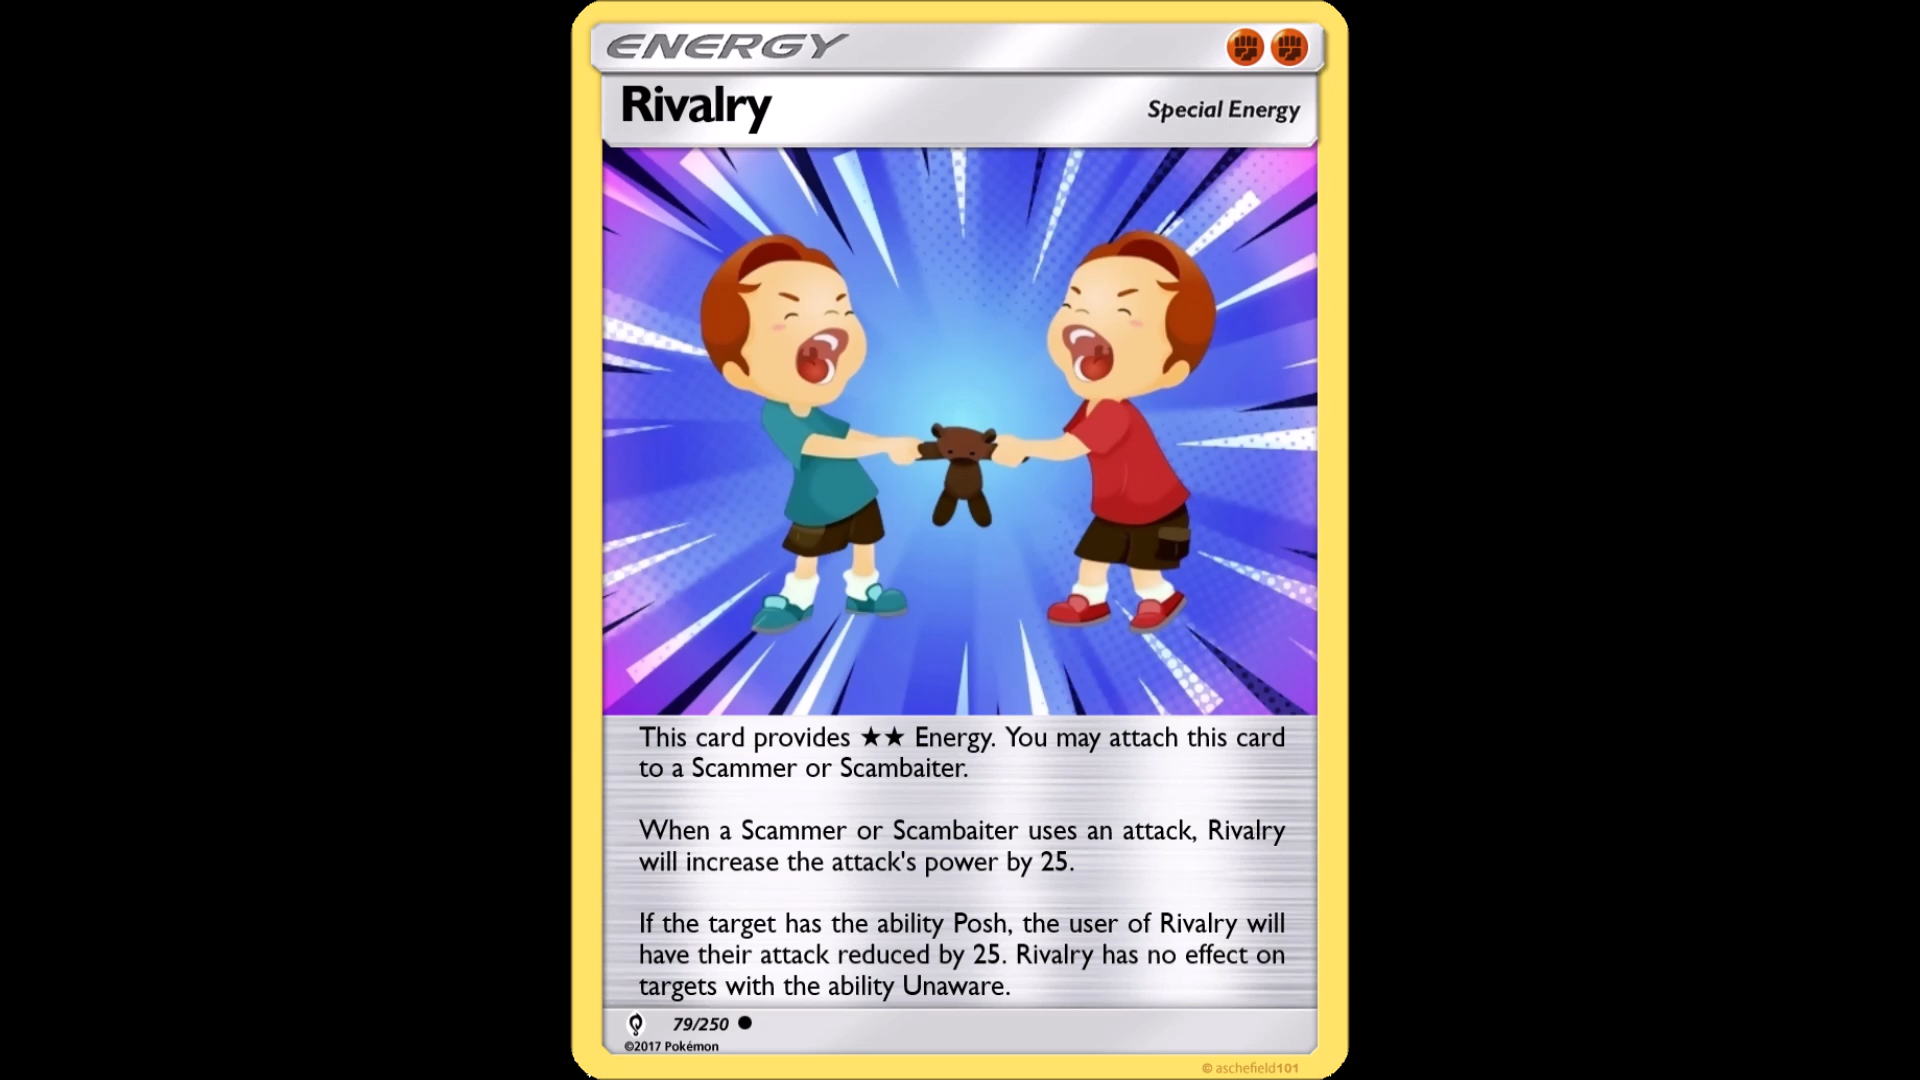 ENERGY
Rivalry
Special Energy
This card provides ★★ Energy. You may attach this card
to a Scammer or Scambaiter.
When a Scammer or Scambaiter uses an attack, Rivalry
will increase the attack's power by 25.
If the target has the ability Posh, the user of Rivalry will
have their attack reduced by 25. Rivalry has no effect on
targets with the ability Unaware.
79/250 ●
©2017 Pokémon
© aschefield101